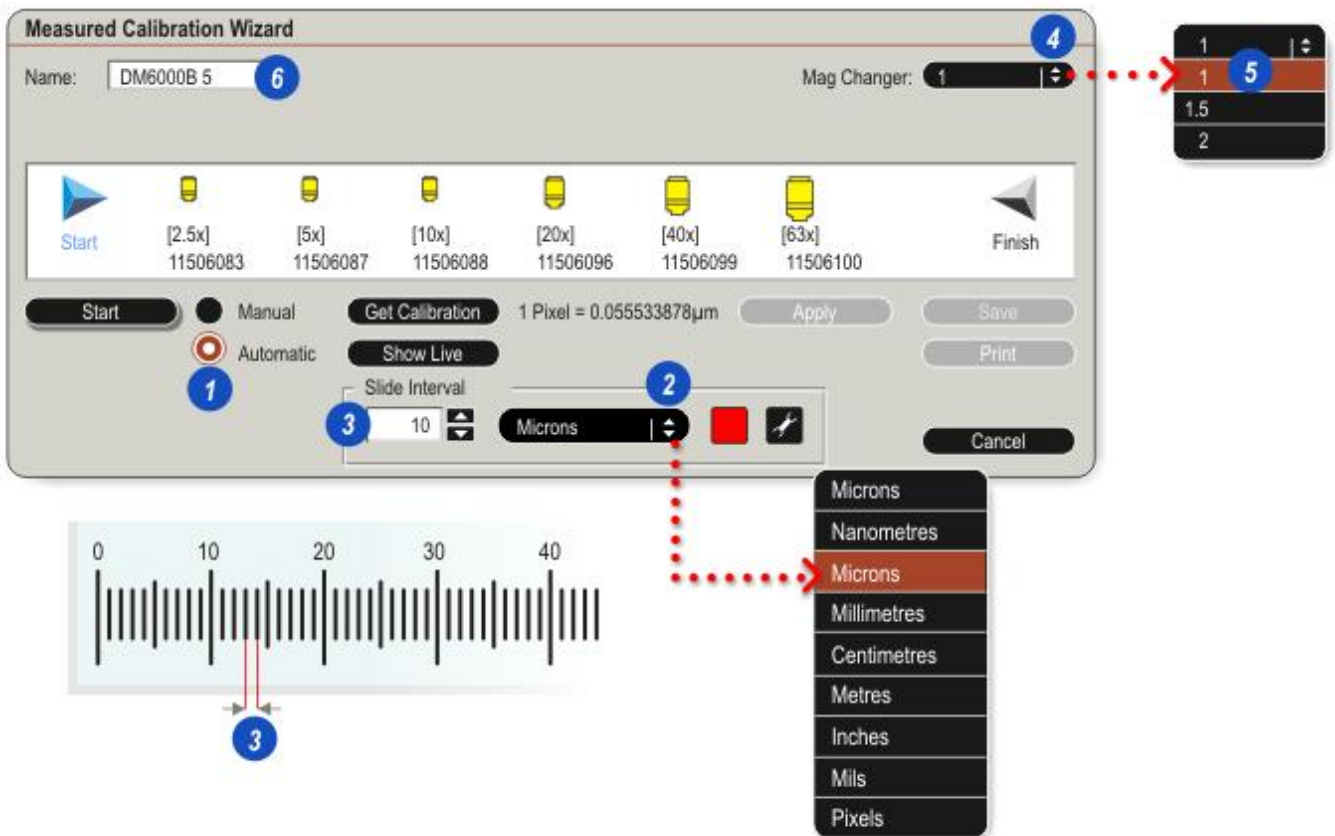 Measured Calibration Wizard
4
Name: DM6000B 5 6
Mag Changer: 1
1
1 5
1.5
2
Start
[2.5x] [5x] [10x] [20x] [40x] [63x]
11506083 11506087 11506088 11506096 11506099 11506100
Finish
Start Manual Get Calibration 1 Pixel = 0.055533878µm Apply Save
Automatic Show Live Print
1
Slide Interval 2
3 10 Microns
Cancel
Microns
Nanometres
Microns
Millimetres
Centimetres
Metres
Inches
Mils
Pixels
0 10 20 30 40
3